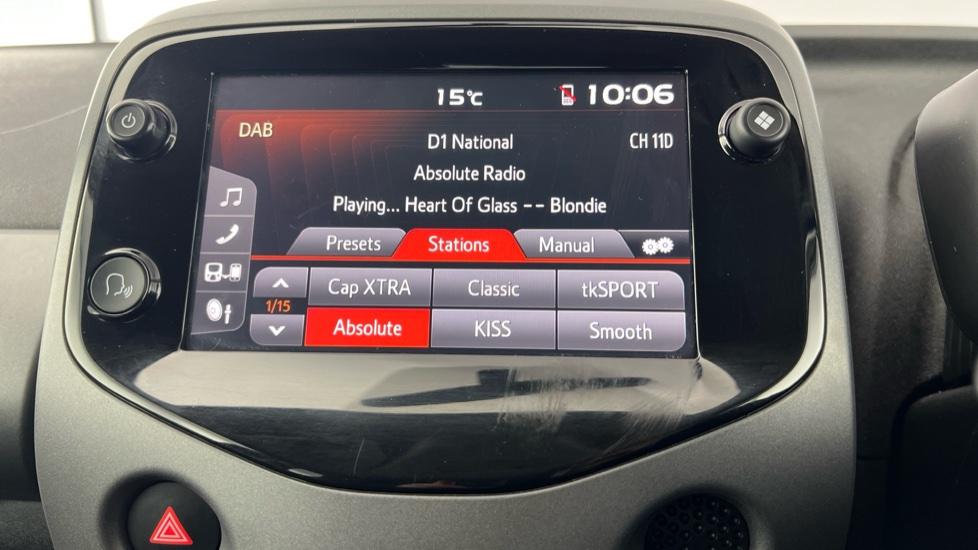 15°C 10:06
DAB D1 National CH 11D
Absolute Radio
Playing... Heart Of Glass -- Blondie
Presets Stations Manual
1/15
Cap XTRA Classic tkSPORT
Absolute KISS Smooth